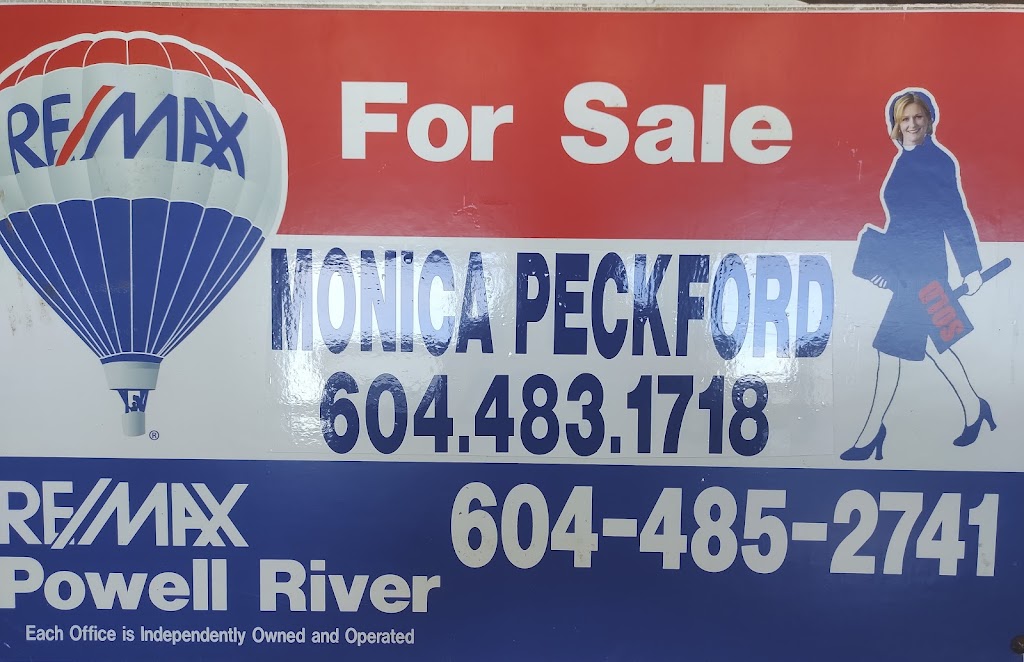 RE/MAX
For Sale
MONICA PECKFORD
604.483.1718
SOLD
®
RE/MAX
604-485-2741
Powell River
Each Office is Independently Owned and Operated